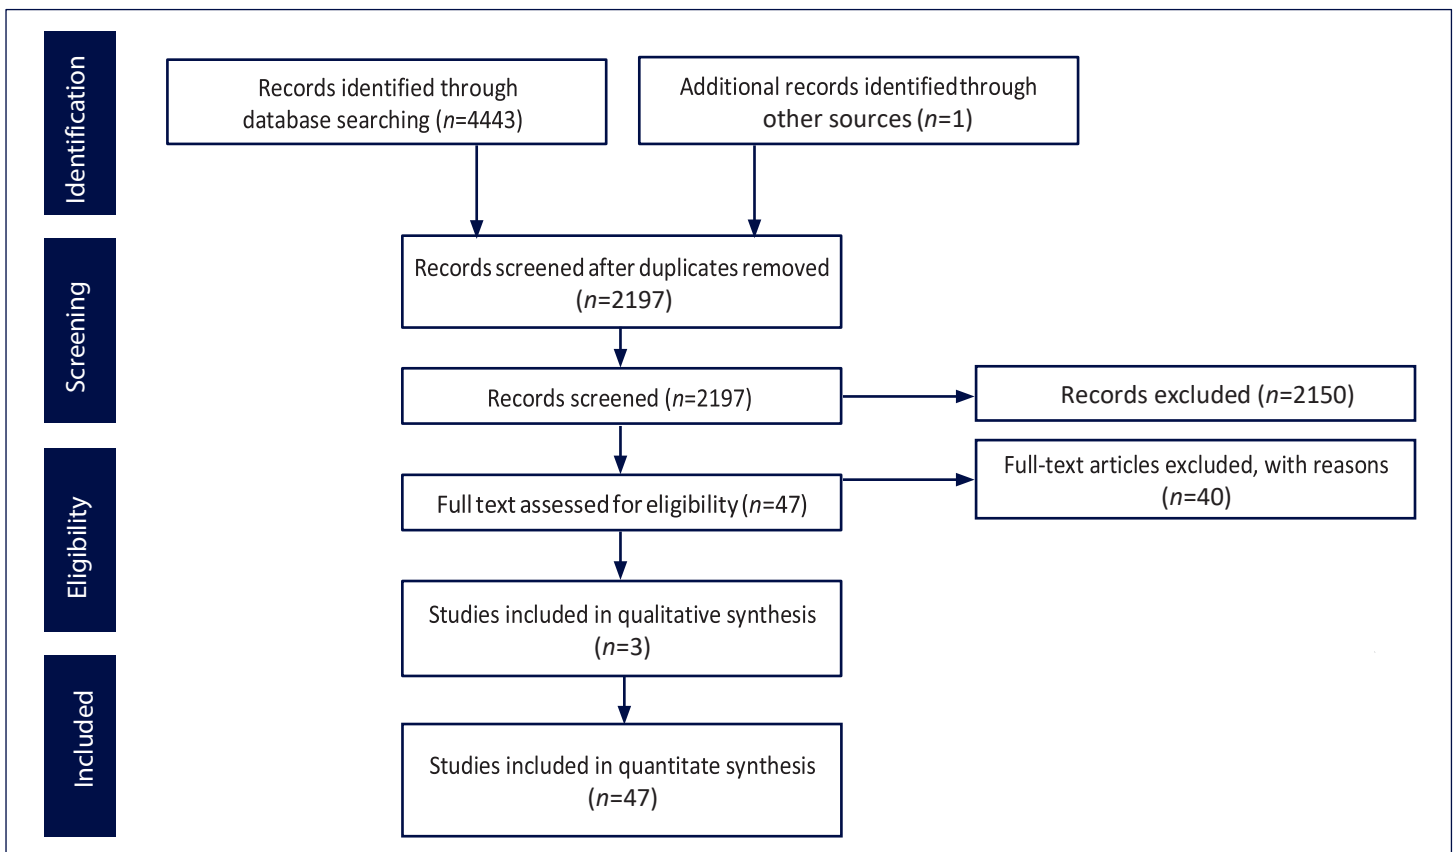 Identification
Records identified through
database searching (n=4443)
Additional records identified through
other sources (n=1)
Screening
Records screened after duplicates removed
(n=2197)
Records screened (n=2197)
Records excluded (n=2150)
Eligibility
Full text assessed for eligibility (n=47)
Full-text articles excluded, with reasons
(n=40)
Studies included in qualitative synthesis
(n=3)
Included
Studies included in quantitate synthesis
(n=47)